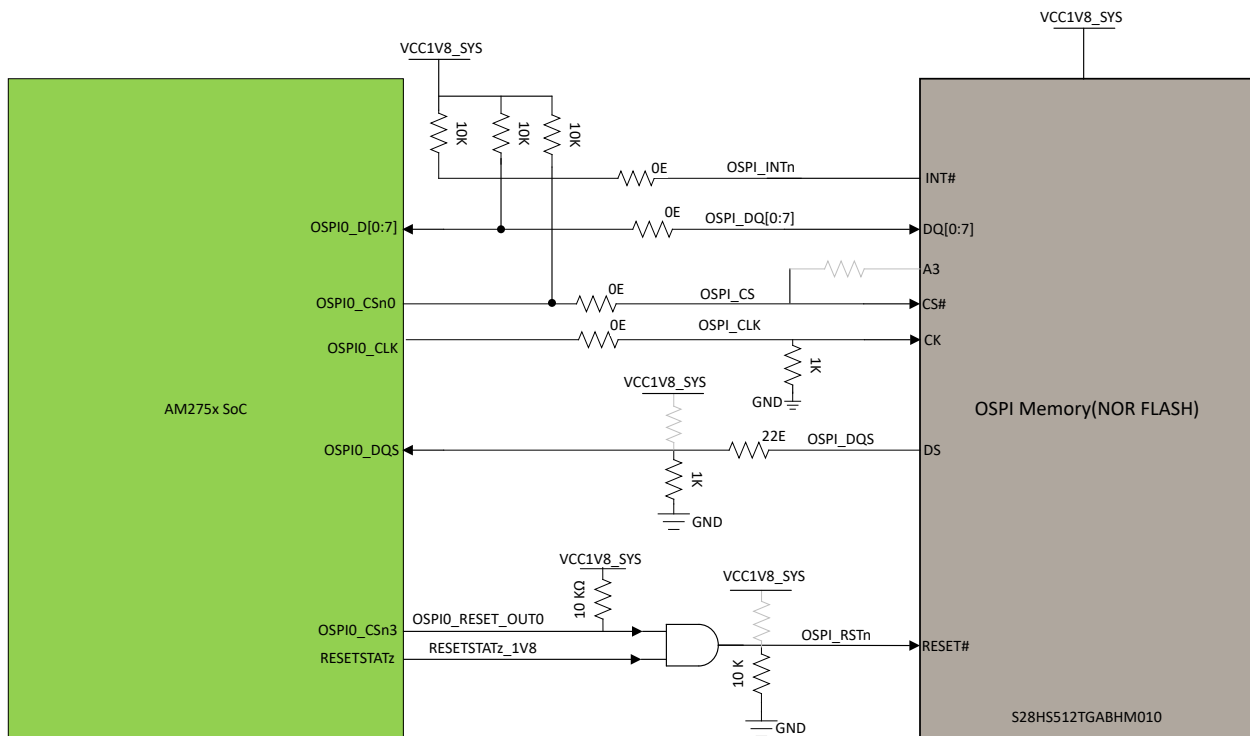 VCC1V8_SYS
VCC1V8_SYS
10K
10K
10K
0E
OSPI_INTn
INT#
OSPI0_D[0:7]
0E
OSPI_DQ[0:7]
DQ[0:7]
A3
OSPI0_CSn0
0E
OSPI_CS
CS#
OSPI0_CLK
0E
OSPI_CLK
CK
1K
GND
VCC1V8_SYS
AM275x SoC
OSPI Memory(NOR FLASH)
OSPI0_DQS
22E
OSPI_DQS
DS
1K
GND
VCC1V8_SYS
VCC1V8_SYS
10 KΩ
OSPI0_CSn3
OSPI0_RESET_OUT0
OSPI_RSTn
RESET#
RESETSTATz
RESETSTATz_1V8
10 K
GND
S28HS512TGABHM010